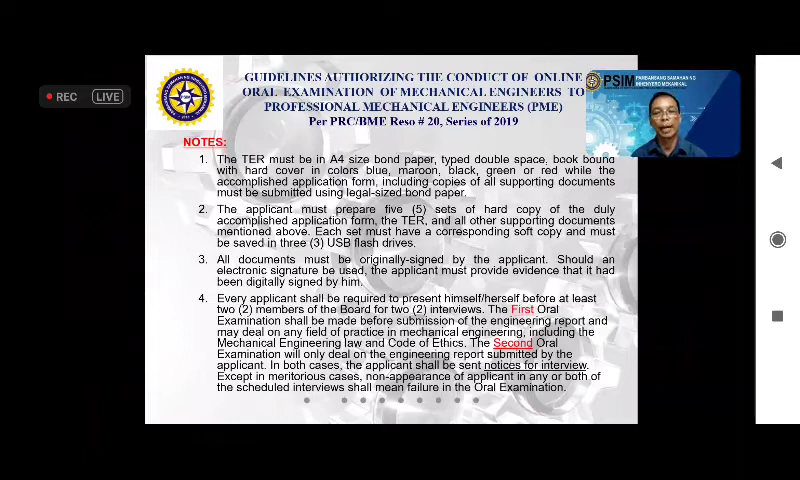 REC LIVE
GUIDELINES AUTHORIZING THE CONDUCT OF ONLINE
ORAL EXAMINATION OF MECHANICAL ENGINEERS TO
PROFESSIONAL MECHANICAL ENGINEERS (PME)
Per PRC/BME Reso # 20, Series of 2019
PSIM PAMBANSANG SAMAHAN NG
INHENYERO MEKANIKAL
NOTES:
1. The TER must be in A4 size bond paper, typed double space, book bound
with hard cover in colors blue, maroon, black, green or red while the
accomplished application form, including copies of all supporting documents
must be submitted using legal-sized bond paper.
2. The applicant must prepare five (5) sets of hard copy of the duly
accomplished application form, the TER, and all other supporting documents
mentioned above. Each set must have a corresponding soft copy and must
be saved in three (3) USB flash drives.
3. All documents must be originally-signed by the applicant. Should an
electronic signature be used, the applicant must provide evidence that it had
been digitally signed by him.
4. Every applicant shall be required to present himself/herself before at least
two (2) members of the Board for two (2) interviews. The First Oral
Examination shall be made before submission of the engineering report and
may deal on any field of practice in mechanical engineering, including the
Mechanical Engineering law and Code of Ethics. The Second Oral
Examination will only deal on the engineering report submitted by the
applicant. In both cases, the applicant shall be sent notices for interview.
Except in meritorious cases, non-appearance of applicant in any or both of
the scheduled interviews shall mean failure in the Oral Examination.